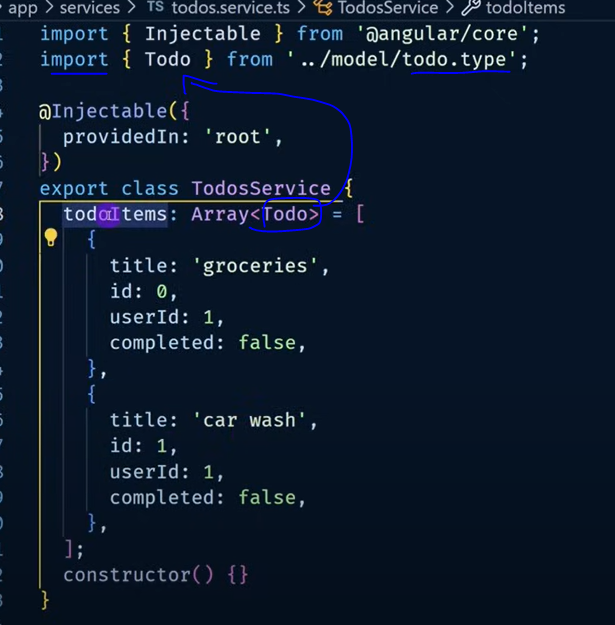 app > services > TS todos.service.ts > TodosService > todoItems
import { Injectable } from '@angular/core';
import { Todo } from '../model/todo.type';
@Injectable({
providedIn: 'root',
})
export class TodosService {
todoItems: Array<Todo> = [
{
title: 'groceries',
id: 0,
userId: 1,
completed: false,
},
{
title: 'car wash',
id: 1,
userId: 1,
completed: false,
},
];
constructor() {}
}